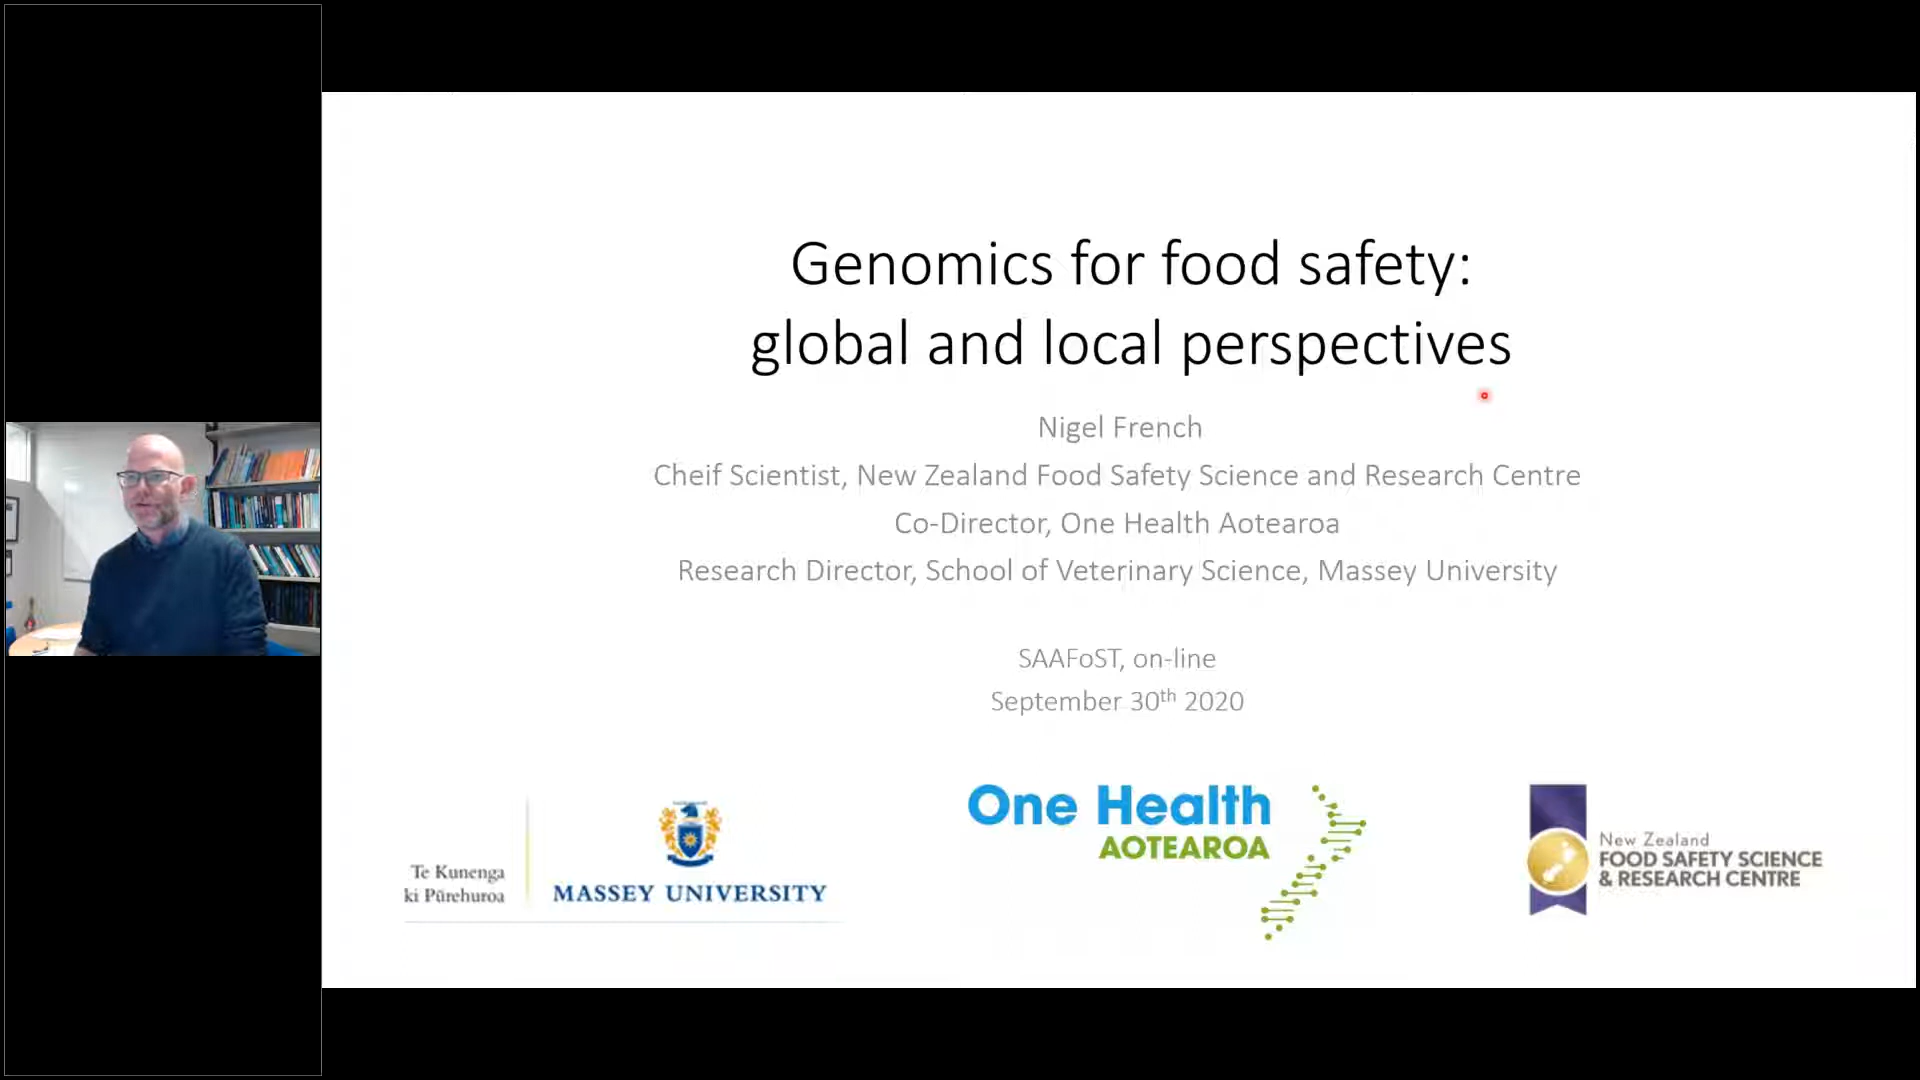 Genomics for food safety:
global and local perspectives
Nigel French
Cheif Scientist, New Zealand Food Safety Science and Research Centre
Co-Director, One Health Aotearoa
Research Director, School of Veterinary Science, Massey University
SAAFoST, on-line
September 30th 2020
Te Kunenga
ki Pūrehuroa
MASSEY UNIVERSITY
One Health
AOTEAROA
New Zealand
FOOD SAFETY SCIENCE
& RESEARCH CENTRE